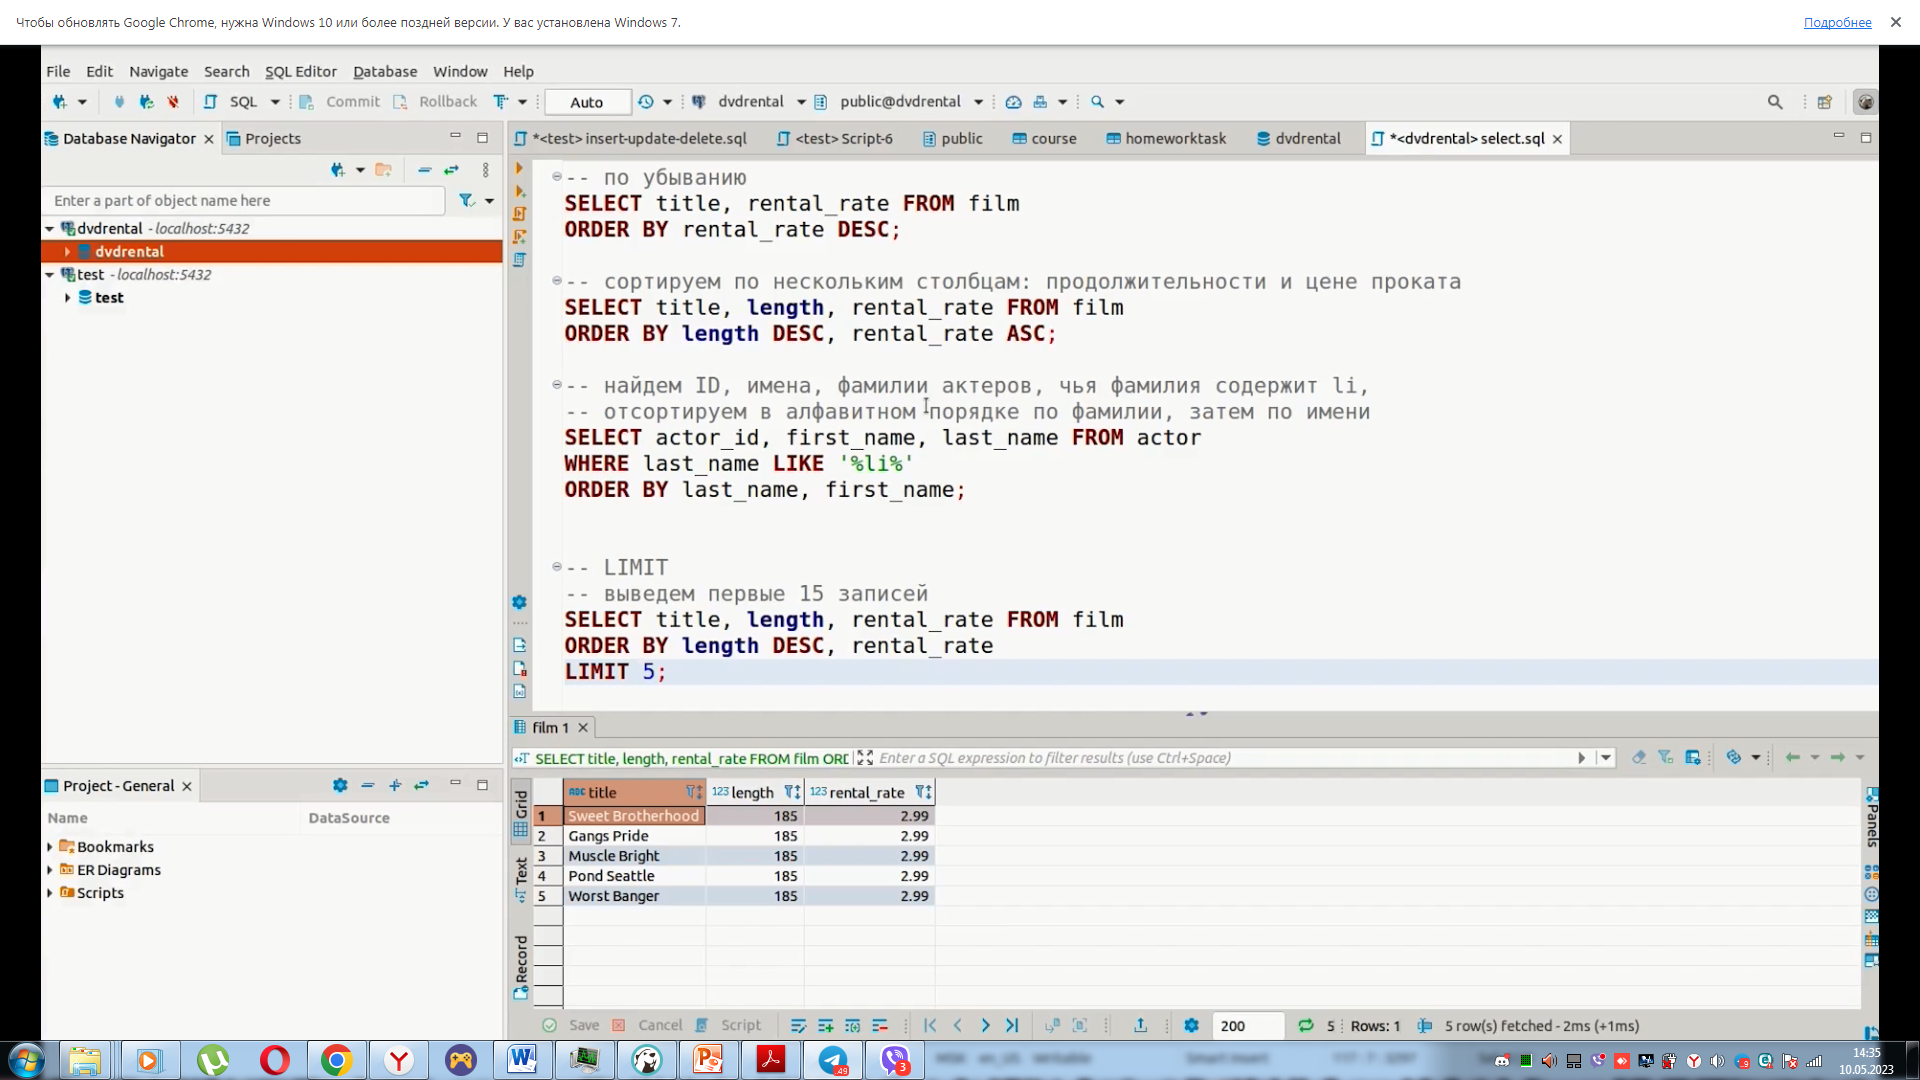 Чтобы обновлять Google Chrome, нужна Windows 10 или более поздней версии. У вас установлена Windows 7.
Подробнее
File Edit Navigate Search SQL Editor Database Window Help
SQL Commit Rollback Auto dvdrental public@dvdrental
Database Navigator Projects
*<test> insert-update-delete.sql <test> Script-6 public course homeworktask dvdrental *<dvdrental> select.sql
Enter a part of object name here
dvdrental - localhost:5432
dvdrental
test - localhost:5432
test
-- по убыванию
SELECT title, rental_rate FROM film
ORDER BY rental_rate DESC;
-- сортируем по нескольким столбцам: продолжительности и цене проката
SELECT title, length, rental_rate FROM film
ORDER BY length DESC, rental_rate ASC;
-- найдем ID, имена, фамилии актеров, чья фамилия содержит li,
-- отсортируем в алфавитном порядке по фамилии, затем по имени
SELECT actor_id, first_name, last_name FROM actor
WHERE last_name LIKE '%li%'
ORDER BY last_name, first_name;
-- LIMIT
-- выведем первые 15 записей
SELECT title, length, rental_rate FROM film
ORDER BY length DESC, rental_rate
LIMIT 5;
film 1
SELECT title, length, rental_rate FROM film ORD
Enter a SQL expression to filter results (use Ctrl+Space)
Project - General
Name DataSource
Bookmarks
ER Diagrams
Scripts
Grid
Text
Record
Panels
ABC title 123 length 123 rental_rate
1 Sweet Brotherhood 185 2.99
2 Gangs Pride 185 2.99
3 Muscle Bright 185 2.99
4 Pond Seattle 185 2.99
5 Worst Banger 185 2.99
Save Cancel Script 200 5 Rows: 1 5 row(s) fetched - 2ms (+1ms)
14:35
10.05.2023